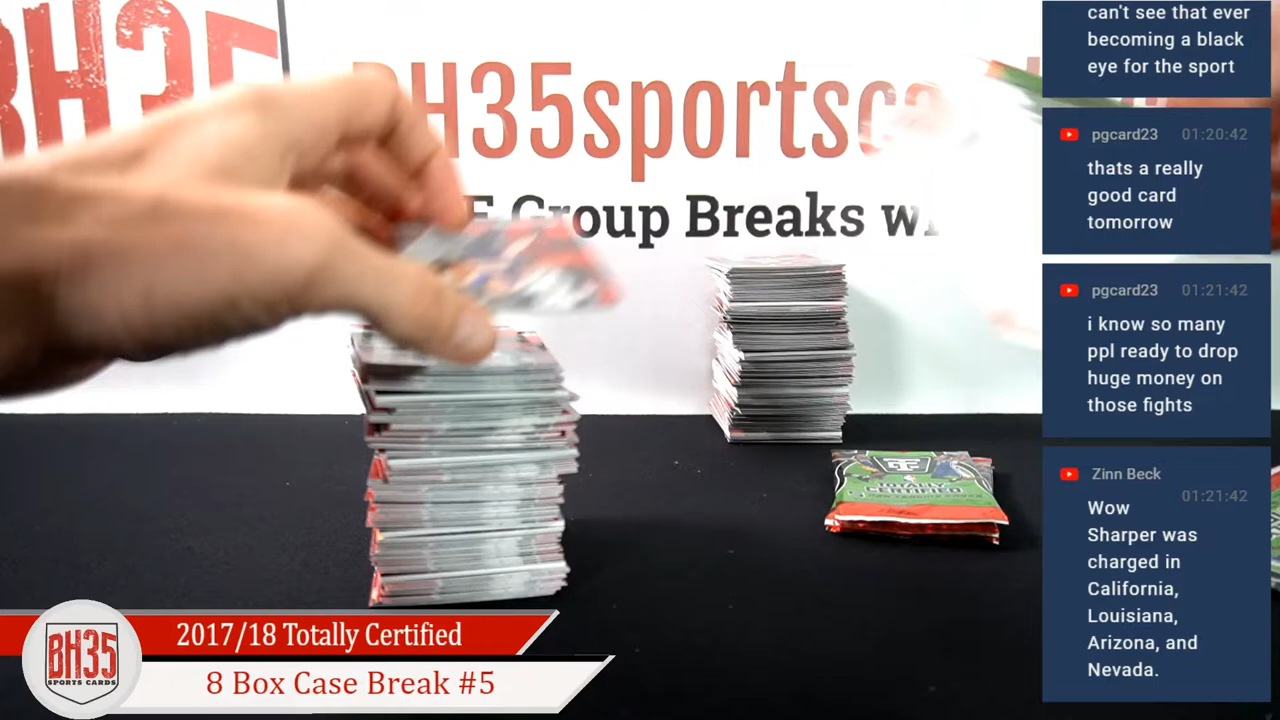 BH35
BH35sportsca
Group Breaks w
can't see that ever
becoming a black
eye for the sport
pgcard23 01:20:42
thats a really
good card
tomorrow
pgcard23 01:21:42
i know so many
ppl ready to drop
huge money on
those fights
Zinn Beck
01:21:42
Wow
Sharper was
charged in
California,
Louisiana,
Arizona, and
Nevada.
TOTALLY
CERTIFIED
2017/18 Totally Certified
8 Box Case Break #5
BH35
SPORTS CARDS